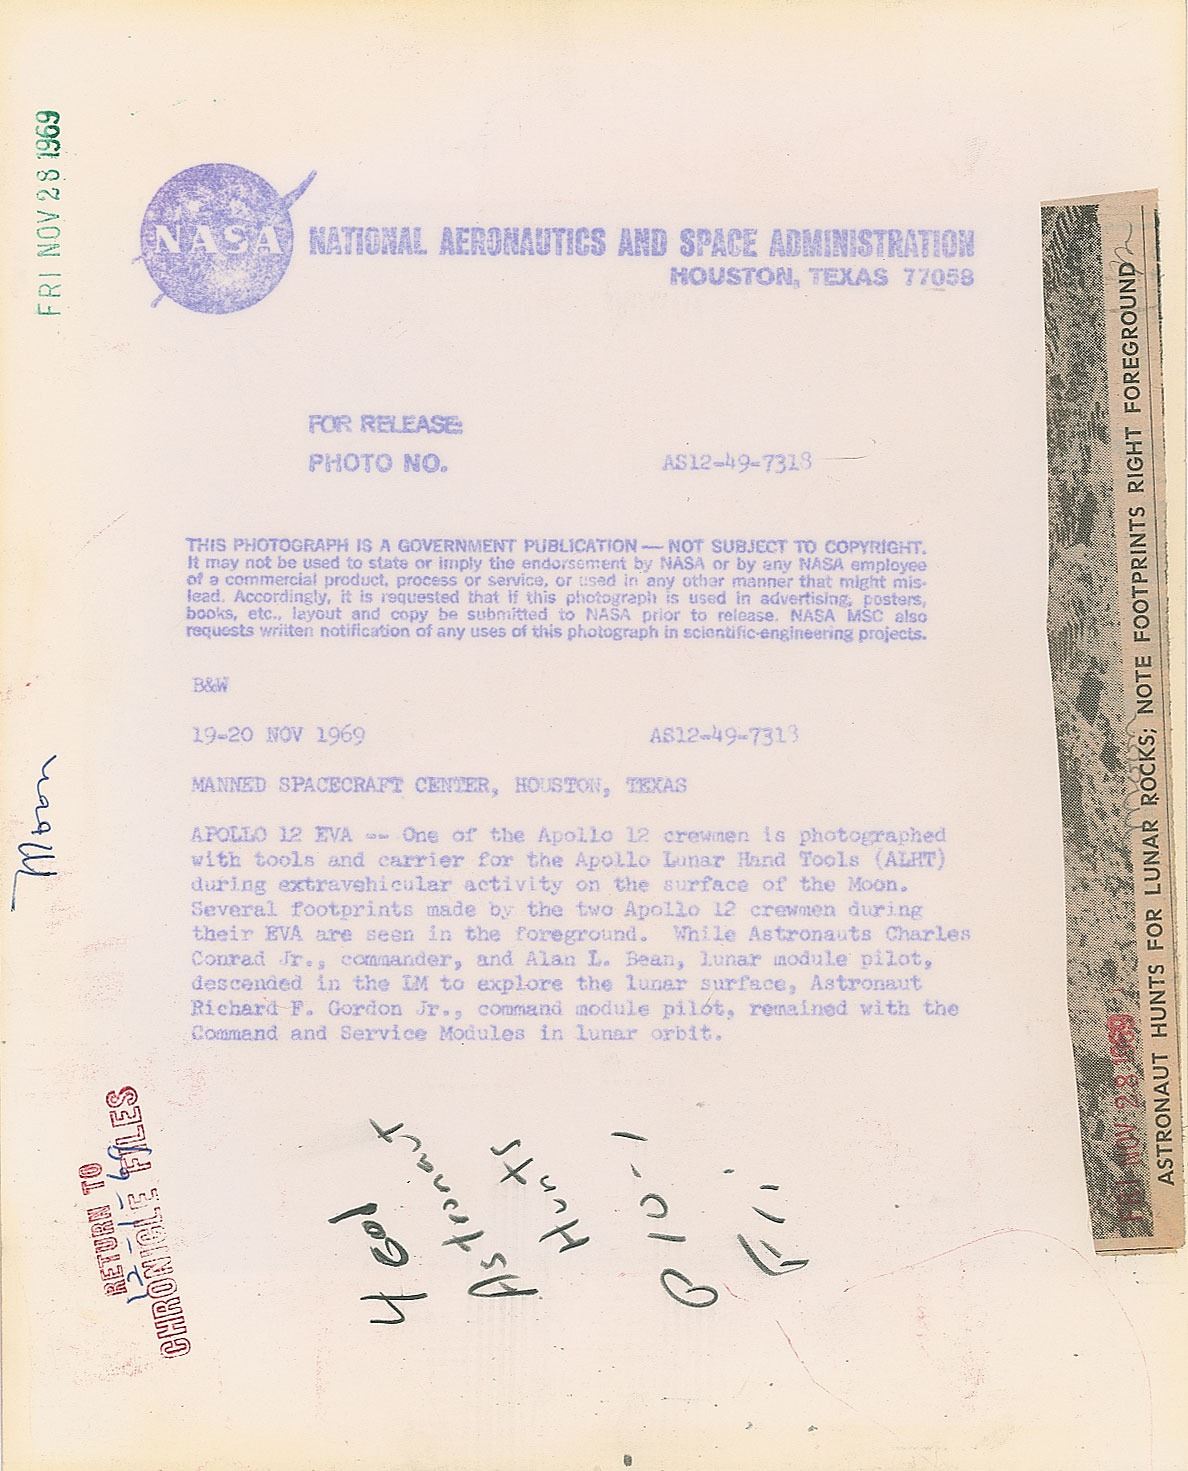 FRI NOV 28 1969
NASA
NATIONAL AERONAUTICS AND SPACE ADMINISTRATION
HOUSTON, TEXAS 77058
FOR RELEASE:
PHOTO NO. AS12-49-7318
THIS PHOTOGRAPH IS A GOVERNMENT PUBLICATION — NOT SUBJECT TO COPYRIGHT.
It may not be used to state or imply the endorsement by NASA or by any NASA employee
of a commercial product, process or service, or used in any other manner that might mis-
lead. Accordingly, it is requested that if this photograph is used in advertising, posters,
books, etc., layout and copy be submitted to NASA prior to release. NASA MSC also
requests written notification of any uses of this photograph in scientific-engineering projects.
B&W
19-20 NOV 1969 AS12-49-7318
MANNED SPACECRAFT CENTER, HOUSTON, TEXAS
APOLLO 12 EVA -- One of the Apollo 12 crewmen is photographed
with tools and carrier for the Apollo Lunar Hand Tools (ALHT)
during extravehicular activity on the surface of the Moon.
Several footprints made by the two Apollo 12 crewmen during
their EVA are seen in the foreground. While Astronauts Charles
Conrad Jr., commander, and Alan L. Bean, lunar module pilot,
descended in the LM to explore the lunar surface, Astronaut
Richard F. Gordon Jr., command module pilot, remained with the
Command and Service Modules in lunar orbit.
Moon
RETURN TO
CHRONICLE FILES
4 Col
Astronaut
Hunts
P 10-1
Fri.
FRI NOV 28 1969
ASTRONAUT HUNTS FOR LUNAR ROCKS; NOTE FOOTPRINTS RIGHT FOREGROUND